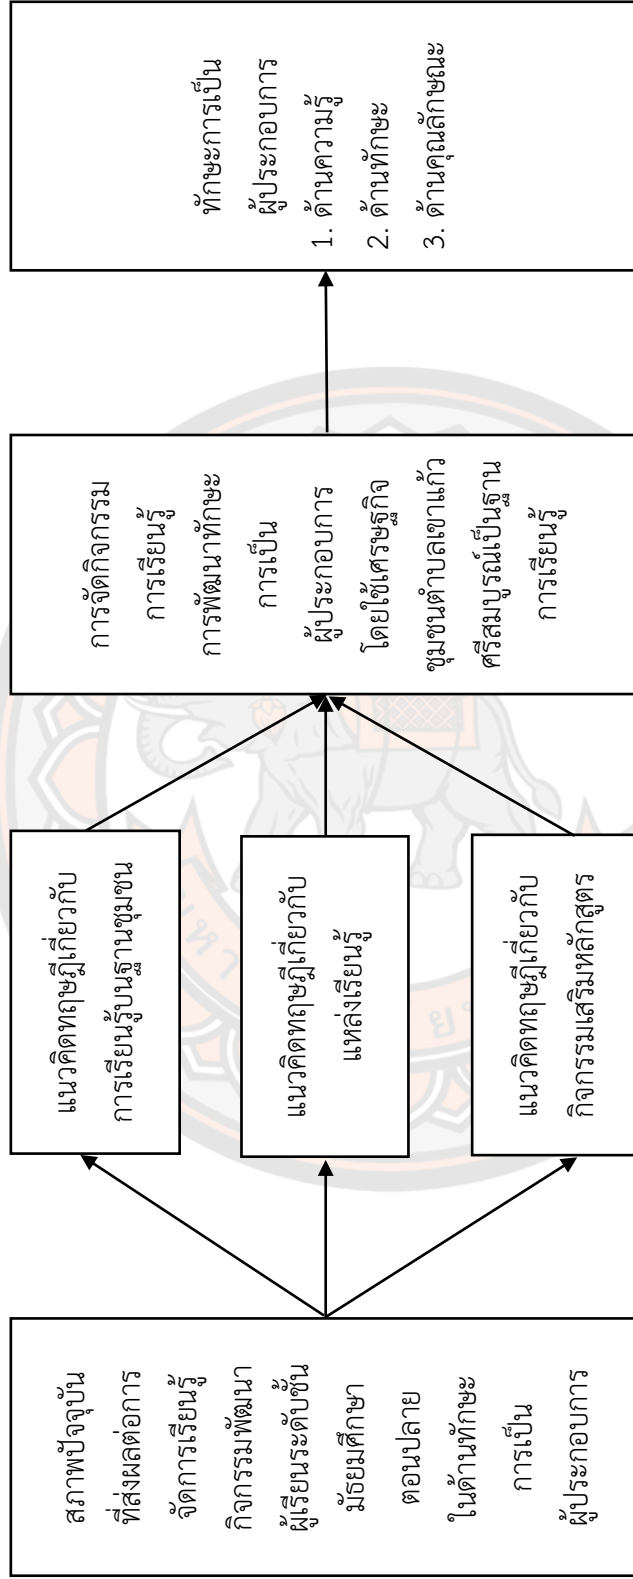 สภาพปัจจุบัน
ที่ส่งผลต่อการ
จัดการเรียนรู้
กิจกรรมพัฒนา
ผู้เรียนระดับชั้น
มัธยมศึกษา
ตอนปลาย
ในด้านทักษะ
การเป็น
ผู้ประกอบการ
แนวคิดทฤษฎีเกี่ยวกับ
การเรียนรู้บนฐานชุมชน
แนวคิดทฤษฎีเกี่ยวกับ
แหล่งเรียนรู้
แนวคิดทฤษฎีเกี่ยวกับ
กิจกรรมเสริมหลักสูตร
การจัดกิจกรรม
การเรียนรู้
การพัฒนาทักษะ
การเป็น
ผู้ประกอบการ
โดยใช้เศรษฐกิจ
ชุมชนตำบลเขาแก้ว
ศรีสมบูรณ์เป็นฐาน
การเรียนรู้
ทักษะการเป็น
ผู้ประกอบการ
1. ด้านความรู้
2. ด้านทักษะ
3. ด้านคุณลักษณะ